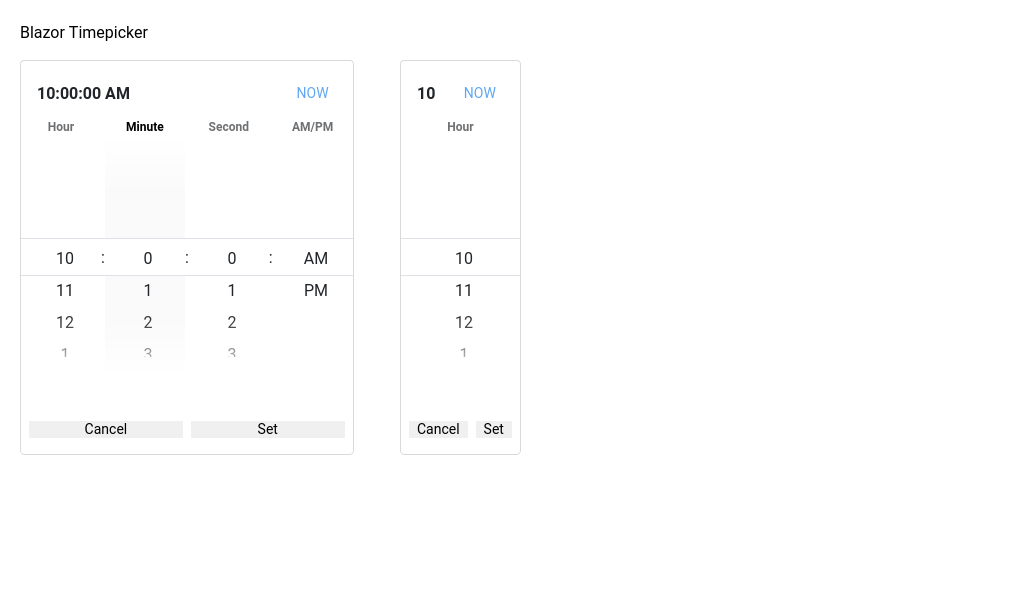 Blazor Timepicker
10:00:00 AM NOW
Hour Minute Second AM/PM
10 : 0 : 0 : AM
11 1 1 PM
12 2 2
1 3 3
Cancel Set
10 NOW
Hour
10
11
12
1
Cancel Set